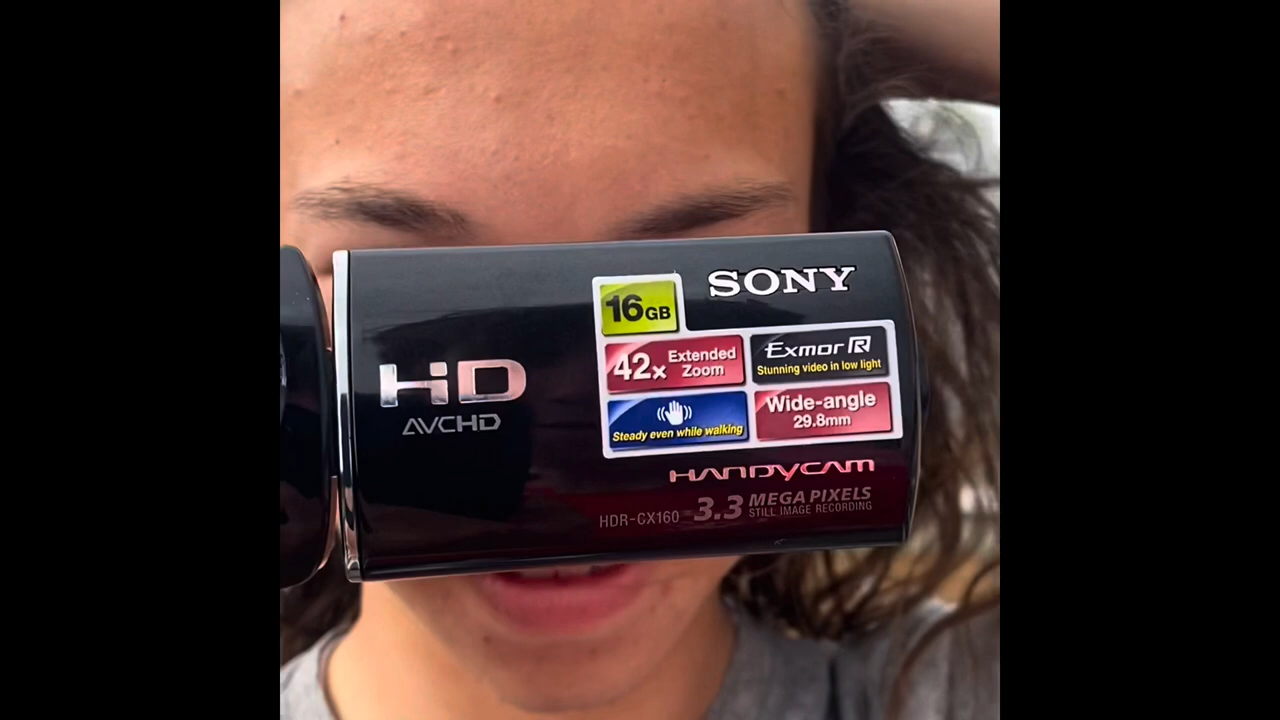 SONY
16GB
42x Extended Zoom
Exmor R
Stunning video in low light
HD
AVCHD
Steady even while walking
Wide-angle
29.8mm
HANDYCAM
HDR-CX160
3.3 MEGA PIXELS
STILL IMAGE RECORDING